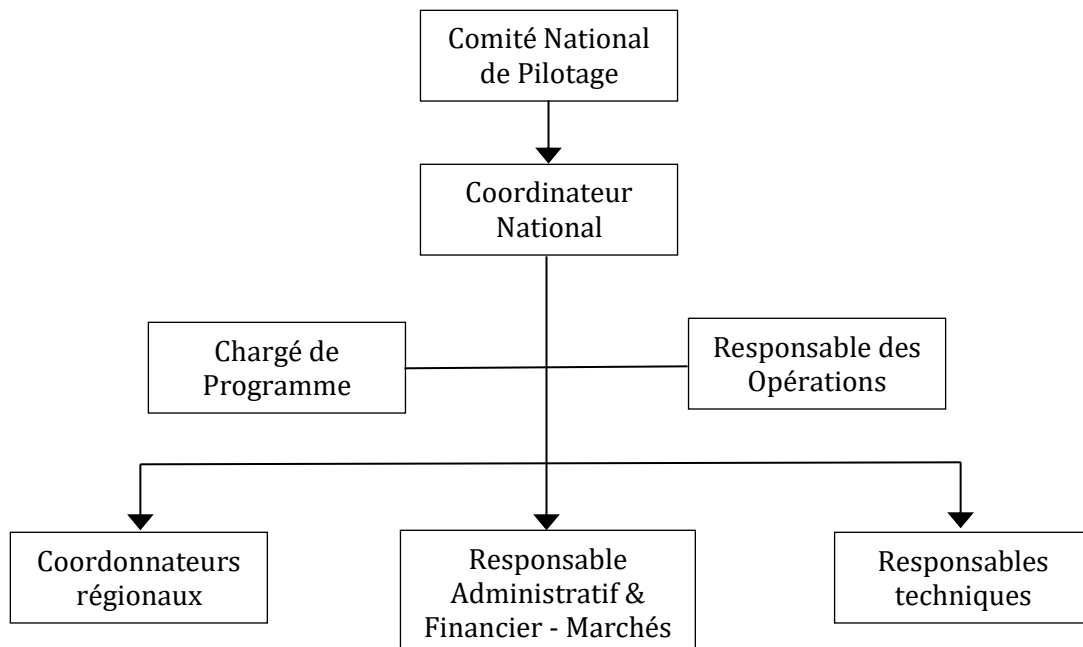 Comité National
de Pilotage
Coordinateur
National
Chargé de
Programme
Responsable des
Opérations
Coordonnateurs
régionaux
Responsable
Administratif &
Financier - Marchés
Responsables
techniques